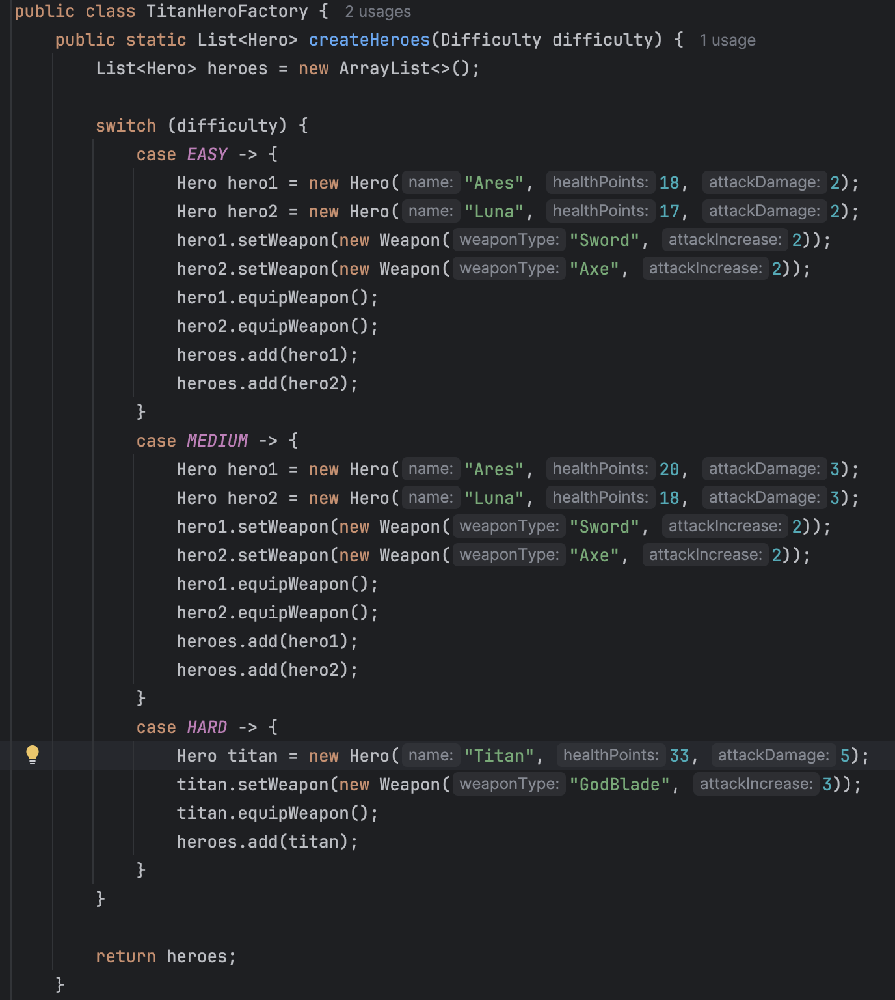 public class TitanHeroFactory { 2 usages
public static List<Hero> createHeroes(Difficulty difficulty) { 1 usage
List<Hero> heroes = new ArrayList<>();
switch (difficulty) {
case EASY -> {
Hero hero1 = new Hero( name: "Ares", healthPoints: 18, attackDamage: 2);
Hero hero2 = new Hero( name: "Luna", healthPoints: 17, attackDamage: 2);
hero1.setWeapon(new Weapon( weaponType: "Sword", attackIncrease: 2));
hero2.setWeapon(new Weapon( weaponType: "Axe", attackIncrease: 2));
hero1.equipWeapon();
hero2.equipWeapon();
heroes.add(hero1);
heroes.add(hero2);
}
case MEDIUM -> {
Hero hero1 = new Hero( name: "Ares", healthPoints: 20, attackDamage: 3);
Hero hero2 = new Hero( name: "Luna", healthPoints: 18, attackDamage: 3);
hero1.setWeapon(new Weapon( weaponType: "Sword", attackIncrease: 2));
hero2.setWeapon(new Weapon( weaponType: "Axe", attackIncrease: 2));
hero1.equipWeapon();
hero2.equipWeapon();
heroes.add(hero1);
heroes.add(hero2);
}
case HARD -> {
Hero titan = new Hero( name: "Titan", healthPoints: 33, attackDamage: 5);
titan.setWeapon(new Weapon( weaponType: "GodBlade", attackIncrease: 3));
titan.equipWeapon();
heroes.add(titan);
}
}
return heroes;
}